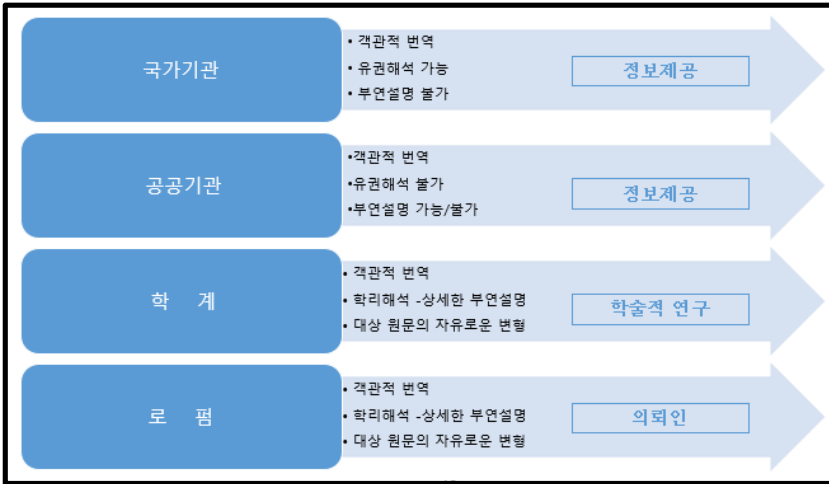 국가기관
• 객관적 번역
• 유권해석 가능
• 부연설명 불가
정보제공
공공기관
•객관적 번역
•유권해석 불가
•부연설명 가능/불가
정보제공
학 계
• 객관적 번역
• 학리해석 -상세한 부연설명
• 대상 원문의 자유로운 변형
학술적 연구
로 펌
• 객관적 번역
• 학리해석 -상세한 부연설명
• 대상 원문의 자유로운 변형
의뢰인